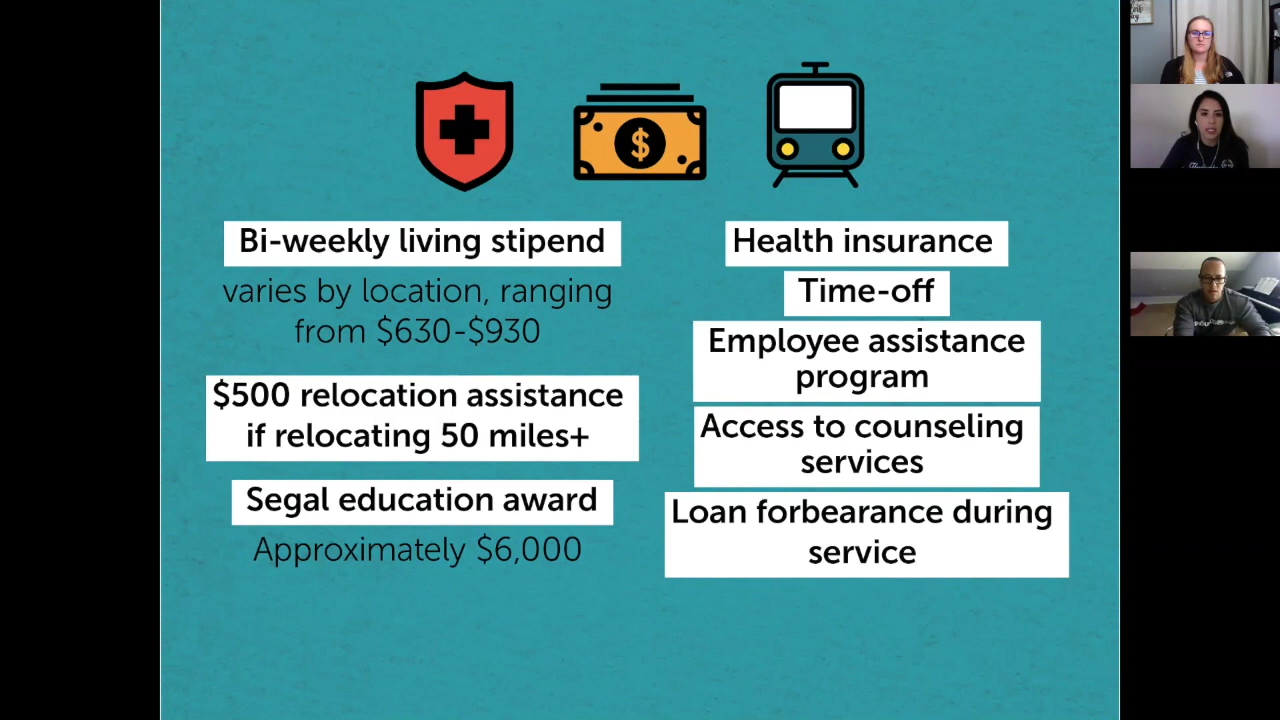 Bi-weekly living stipend
varies by location, ranging
from $630-$930
$500 relocation assistance
if relocating 50 miles+
Segal education award
Approximately $6,000
Health insurance
Time-off
Employee assistance
program
Access to counseling
services
Loan forbearance during
service